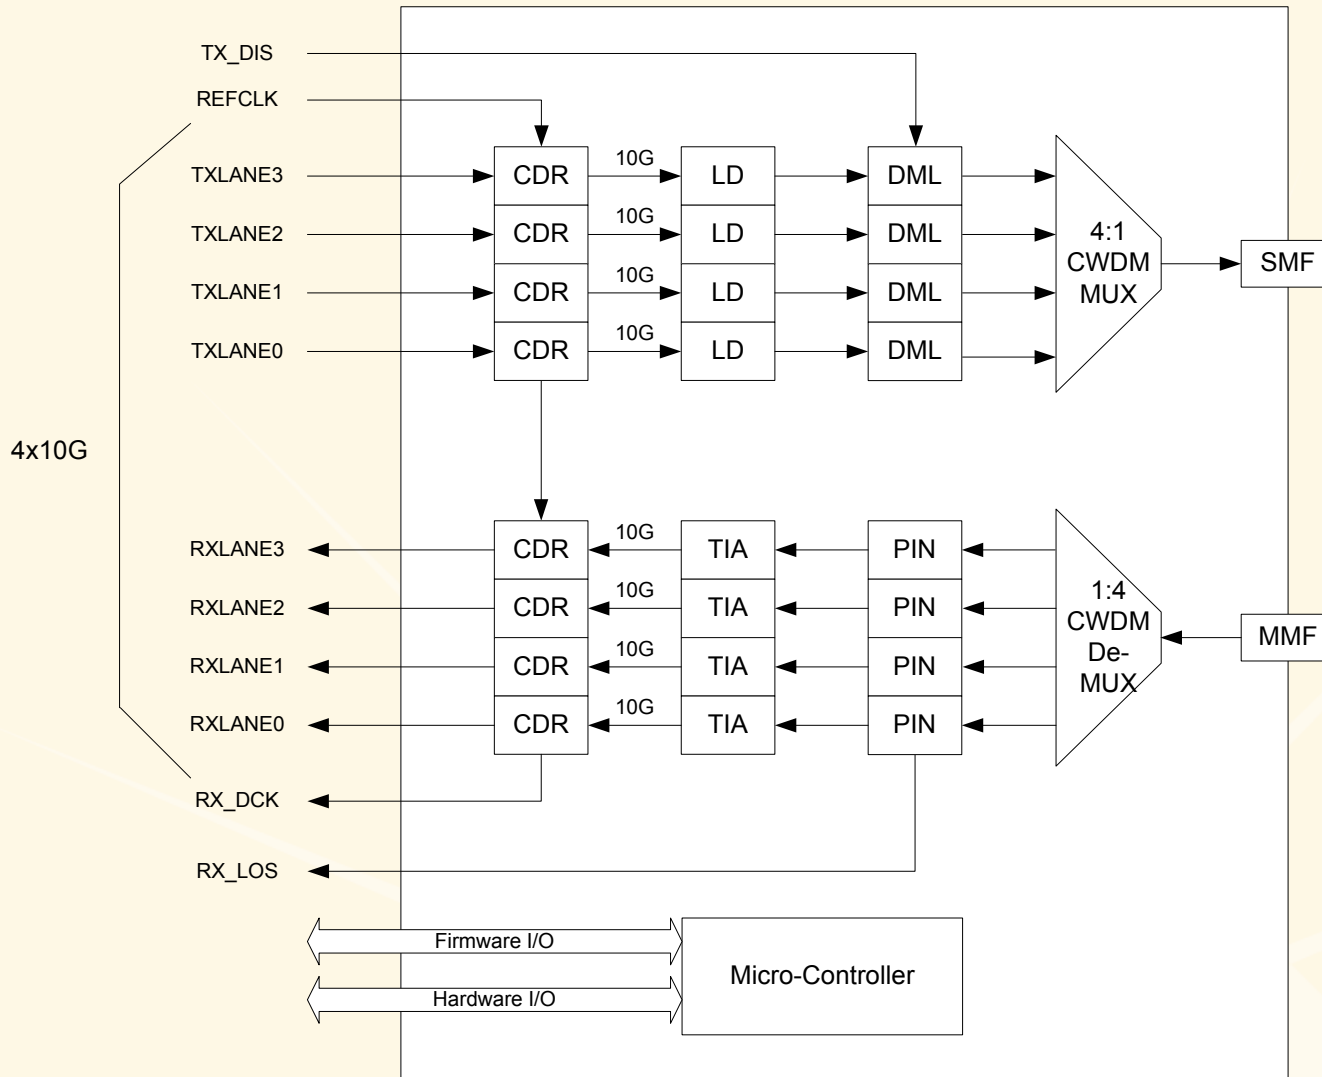 TX_DIS
REFCLK
TXLANE3 CDR 10G LD DML
TXLANE2 CDR 10G LD DML
TXLANE1 CDR 10G LD DML
TXLANE0 CDR 10G LD DML
4:1
CWDM
MUX
SMF
4x10G
RXLANE3 CDR 10G TIA PIN
RXLANE2 CDR 10G TIA PIN
RXLANE1 CDR 10G TIA PIN
RXLANE0 CDR 10G TIA PIN
1:4
CWDM
De-
MUX
MMF
RX_DCK
RX_LOS
Firmware I/O
Hardware I/O
Micro-Controller